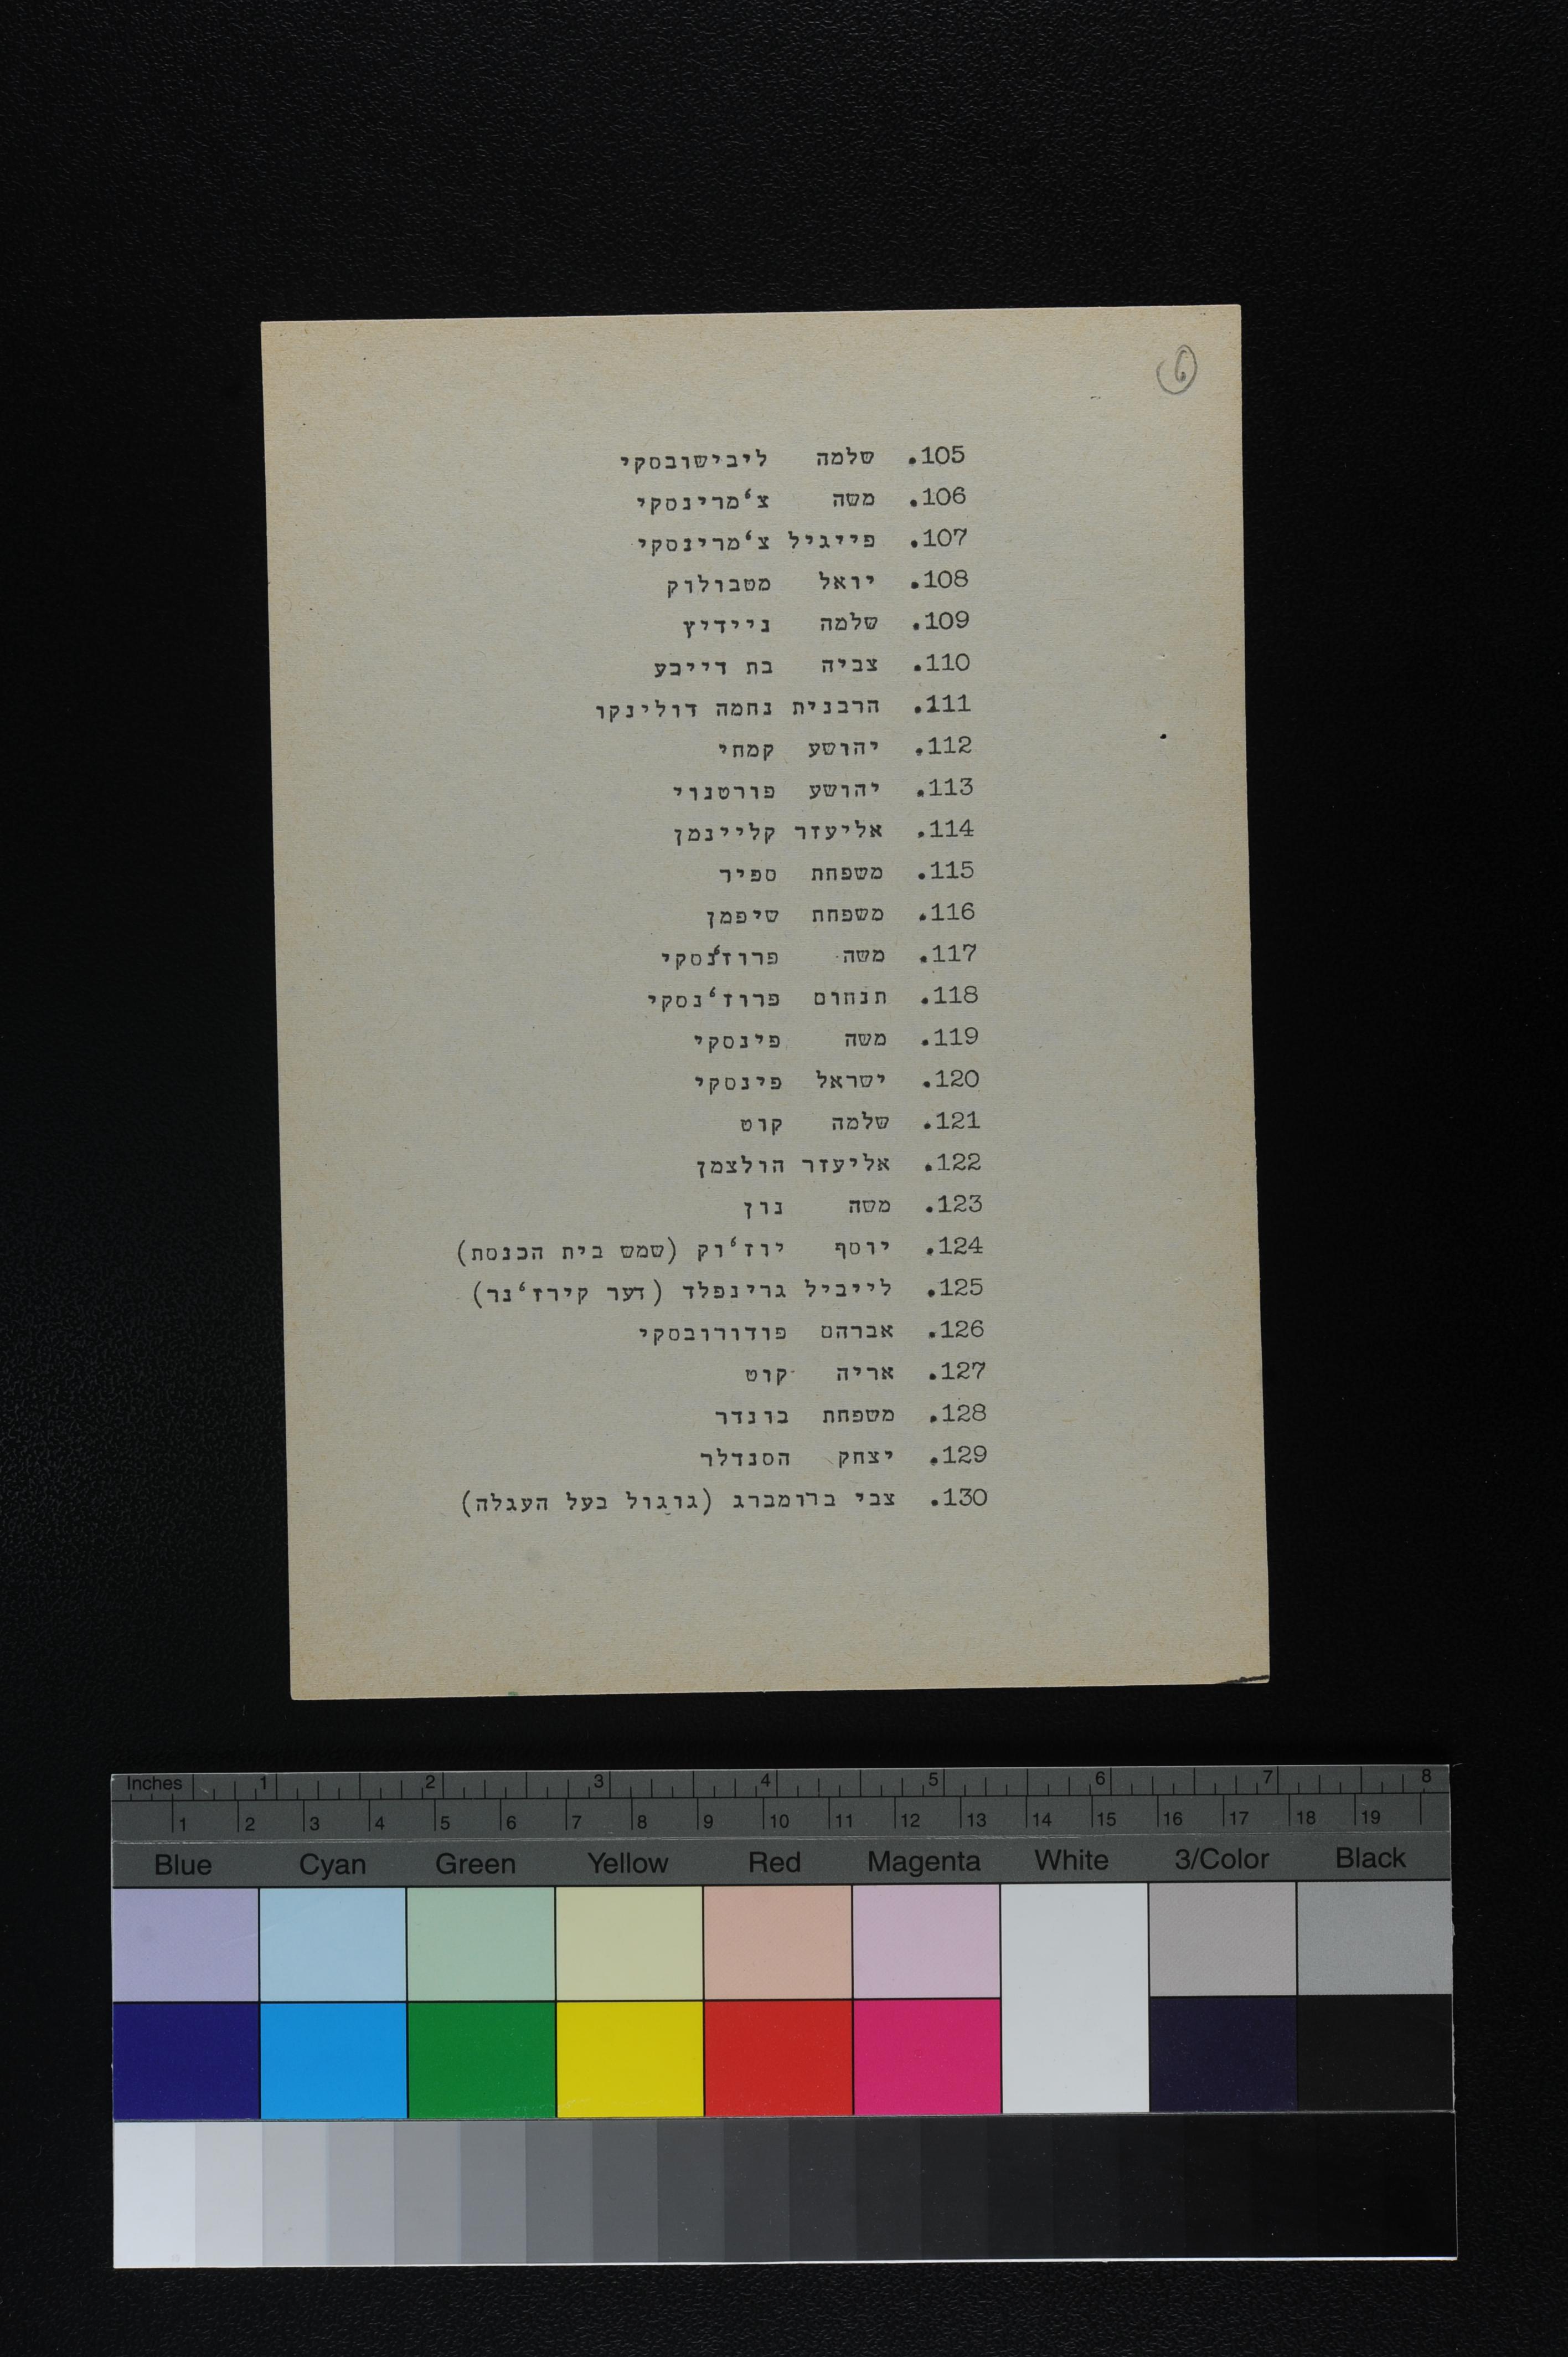 6
105. שלמה ליבישובסקי
106. משה צ'מרינסקי
107. פייגיל צ'מרינסקי
108. יואל מטבולוק
109. שלמה ניידיץ
110. צביה בת דייבע
111. הרבנית נחמה דולינקו
112. יהושע קמחי
113. יהושע פורטנוי
114. אליעזר קליינמן
115. משפחת ספיר
116. משפחת שיפמן
117. משה פרוז'נסקי
118. תנחום פרוז'נסקי
119. משה פינסקי
120. ישראל פינסקי
121. שלמה קוט
122. אליעזר הולצמן
123. משה נון
124. יוסף יוז'וק (שמש בית הכנסת)
125. לייביל גרינפלד (דער קירז'נר)
126. אברהם פודורובסקי
127. אריה קוט
128. משפחת בונדר
129. יצחק הסנדלר
130. צבי ברומברג (גוגול בעל העגלה)
Inches 1 2 3 4 5 6 7 8
1 2 3 4 5 6 7 8 9 10 11 12 13 14 15 16 17 18 19
Blue Cyan Green Yellow Red Magenta White 3/Color Black